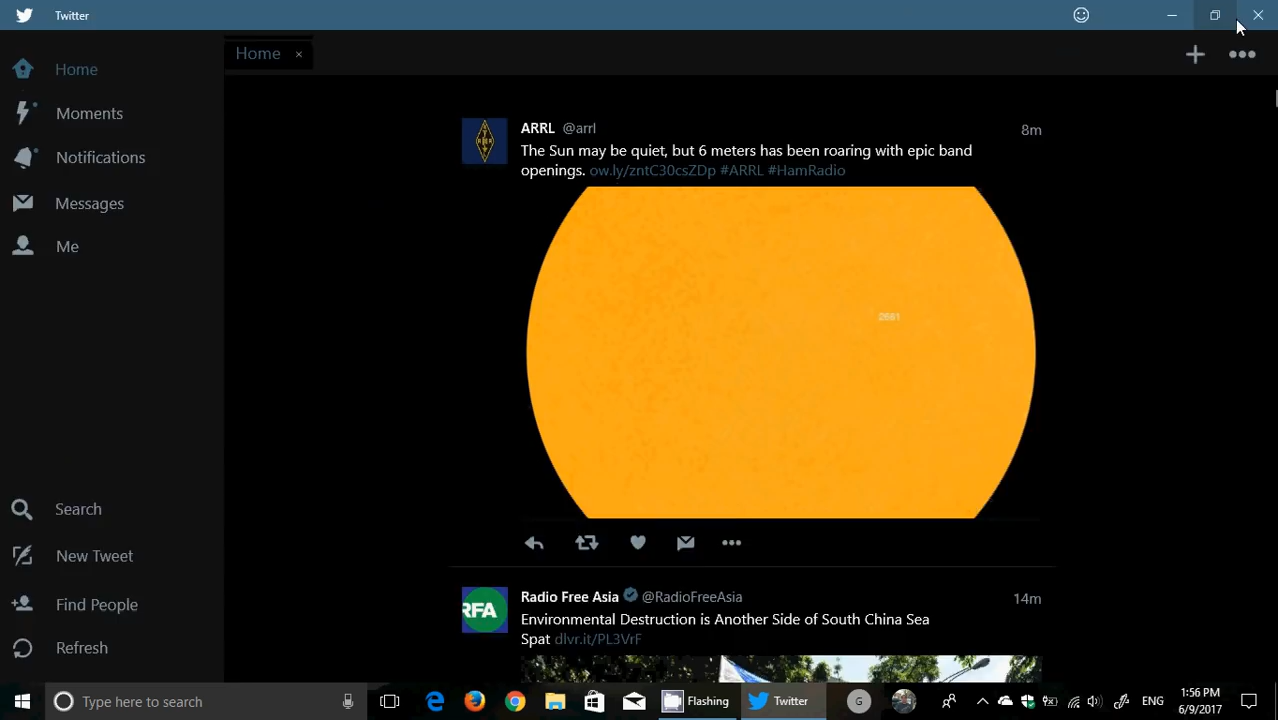 Twitter
Home
Moments
Notifications
Messages
Me
Search
New Tweet
Find People
Refresh
Home ×
ARRL @arrl 8m
The Sun may be quiet, but 6 meters has been roaring with epic band
openings. ow.ly/zntC30csZDp #ARRL #HamRadio
2661
Radio Free Asia @RadioFreeAsia 14m
RFA
Environmental Destruction is Another Side of South China Sea
Spat dlvr.it/PL3VrF
Type here to search
Flashing
Twitter
G
ENG
1:56 PM
6/9/2017